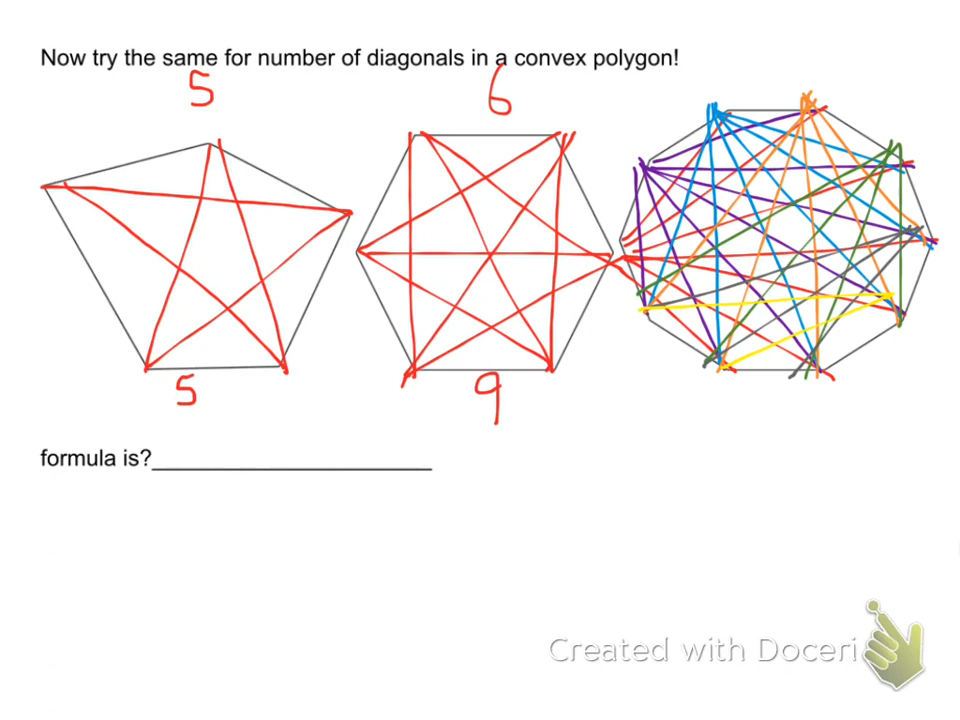 Now try the same for number of diagonals in a convex polygon!
5 6
5 9
formula is?______________________
Created with Doceri